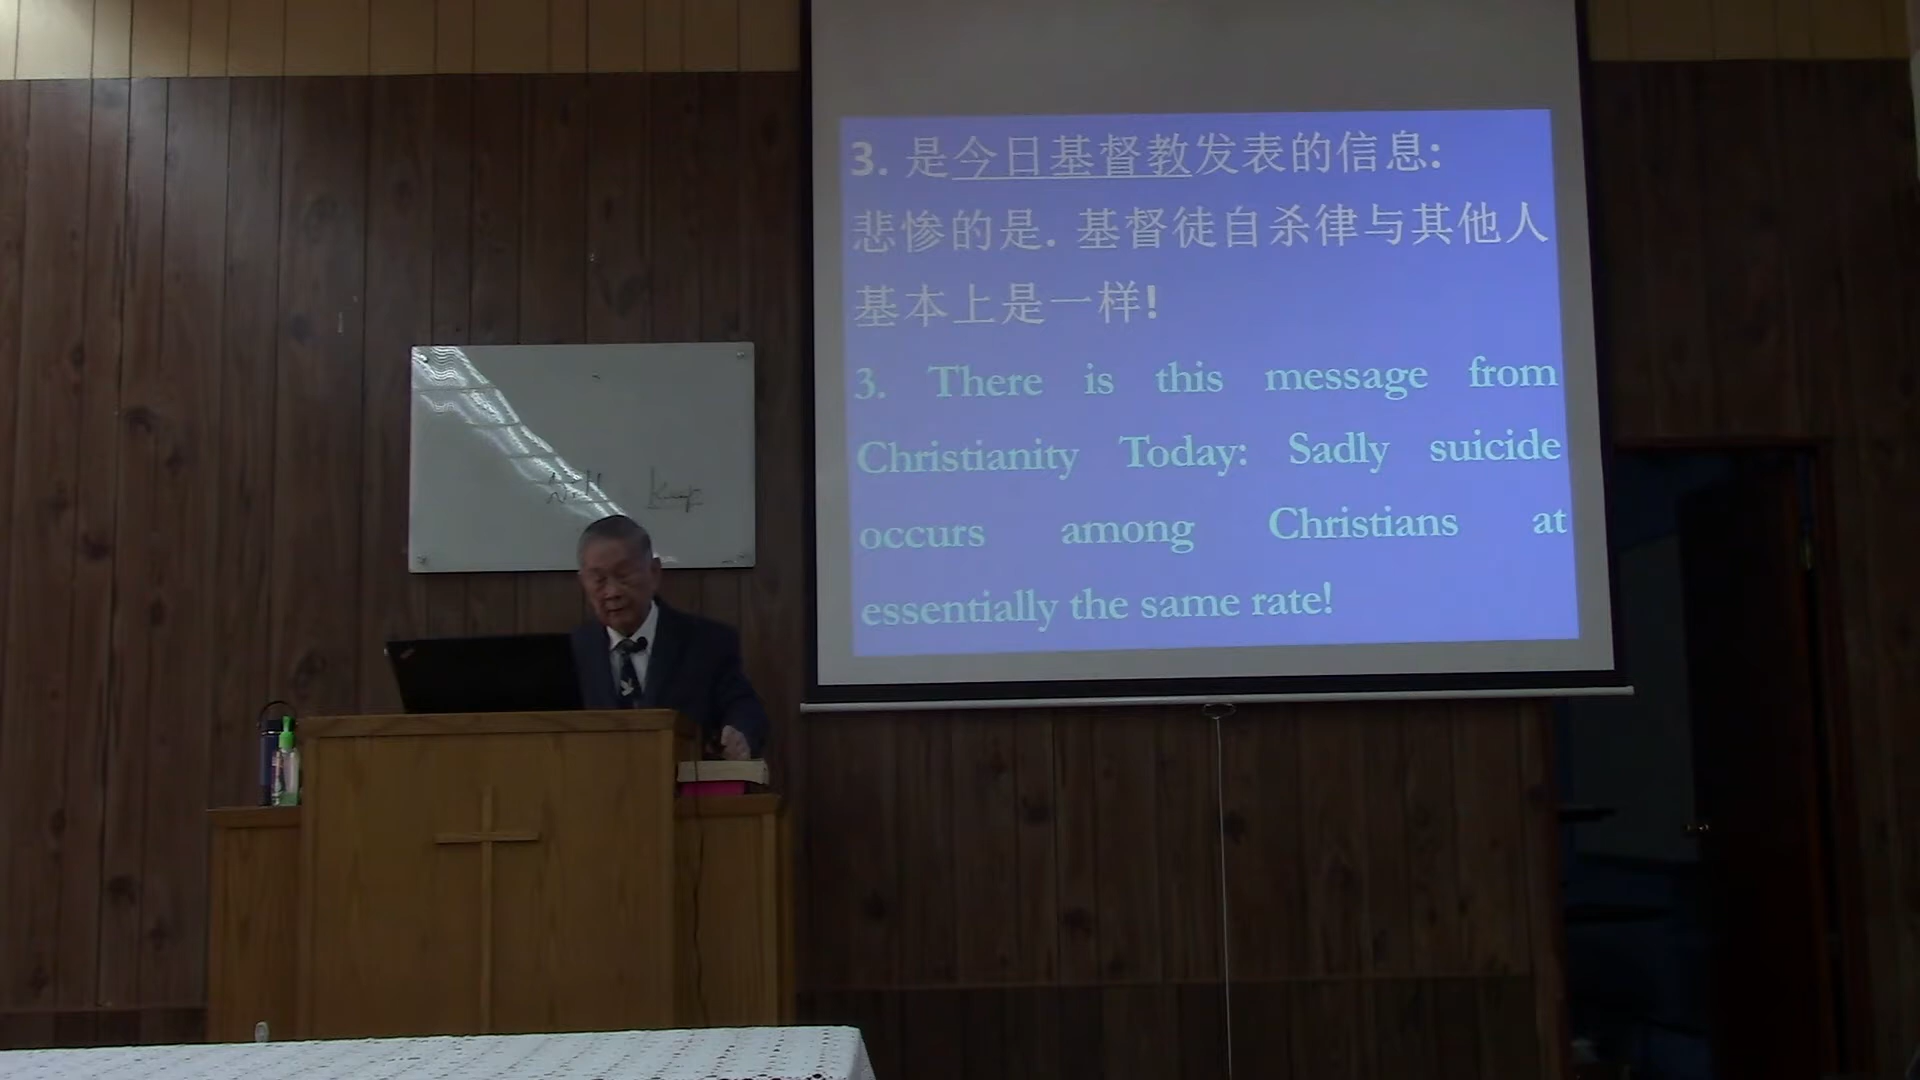 3. 是今日基督教发表的信息:
悲惨的是. 基督徒自杀律与其他人
基本上是一样!
3. There is this message from
Christianity Today: Sadly suicide
occurs among Christians at
essentially the same rate!